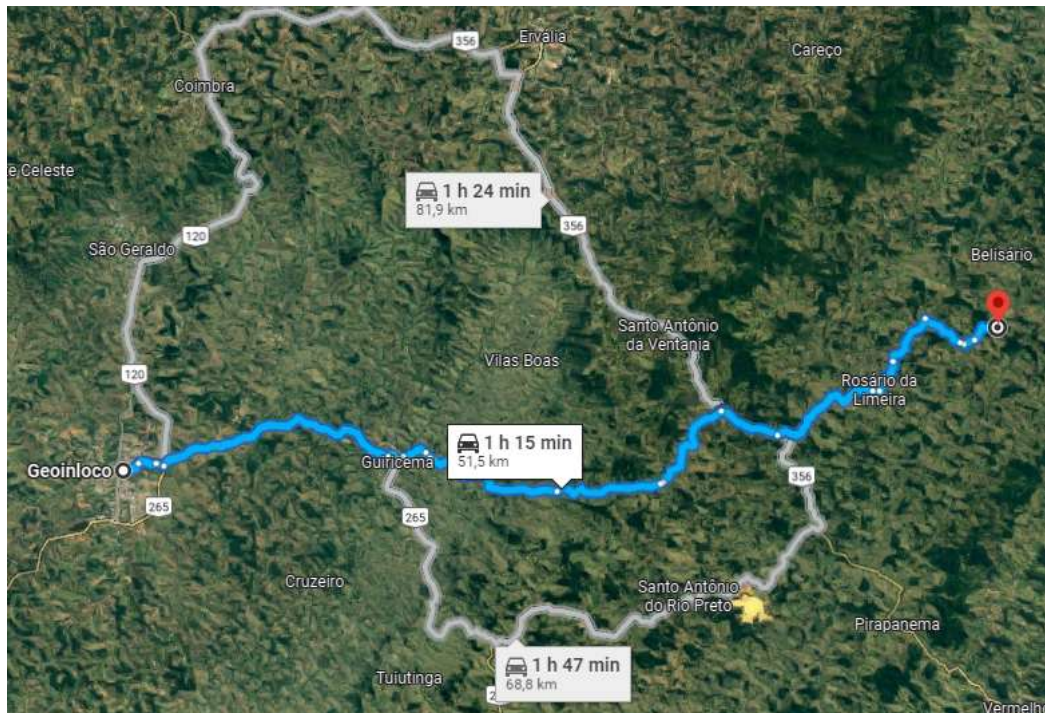 356
Ervália
Careço
Coimbra
e Celeste
1 h 24 min
81,9 km
356
120
São Geraldo
Belisário
Santo Antônio
da Ventania
Vilas Boas
120
Rosário da
Limeira
1 h 15 min
51,5 km
Guiricema
Geoinloco
356
265
265
Cruzeiro
Santo Antônio
do Rio Preto
Pirapanema
1 h 47 min
68,8 km
Tuiutinga
Vermelho